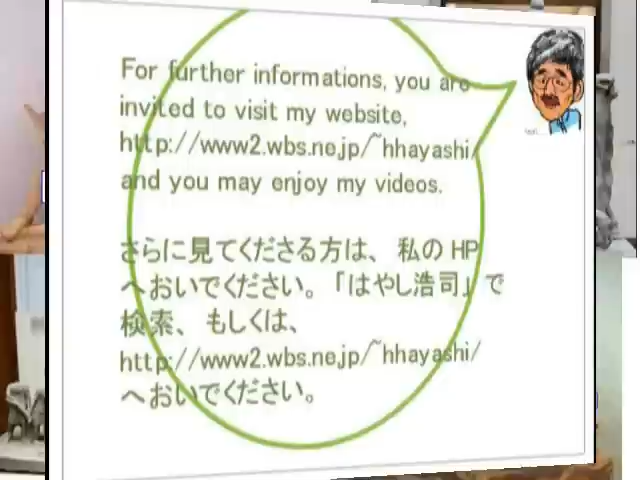 For further informations, you are
invited to visit my website,
http://www2.wbs.ne.jp/~hhayashi/
and you may enjoy my videos.
さらに見てくださる方は、私のHP
へおいでください。「はやし浩司」で
検索、もしくは、
http://www2.wbs.ne.jp/~hhayashi/
へおいでください。